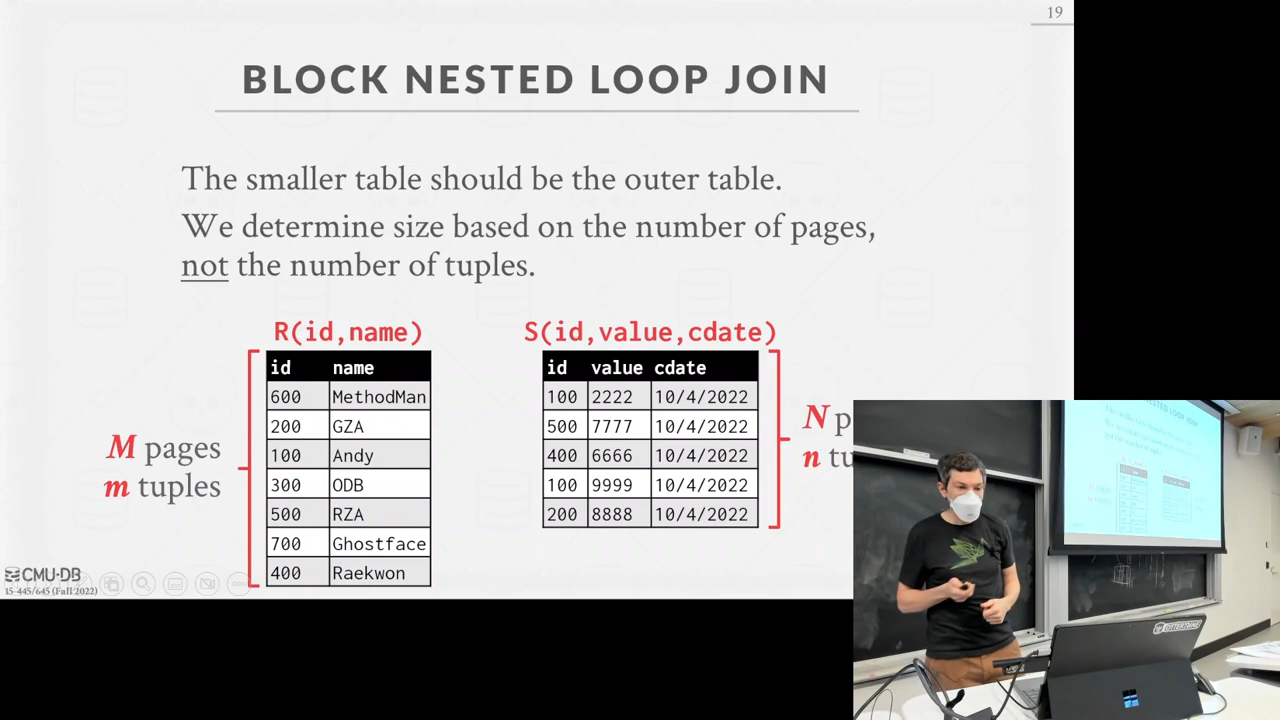 19
BLOCK NESTED LOOP JOIN
The smaller table should be the outer table.
We determine size based on the number of pages,
not the number of tuples.
R(id,name)
id name
600 MethodMan
200 GZA
100 Andy
300 ODB
500 RZA
700 Ghostface
400 Raekwon
M pages
m tuples
S(id,value,cdate)
id value cdate
100 2222 10/4/2022
500 7777 10/4/2022
400 6666 10/4/2022
100 9999 10/4/2022
200 8888 10/4/2022
N p
n tu
CMU-DB
15-445/645 (Fall 2022)